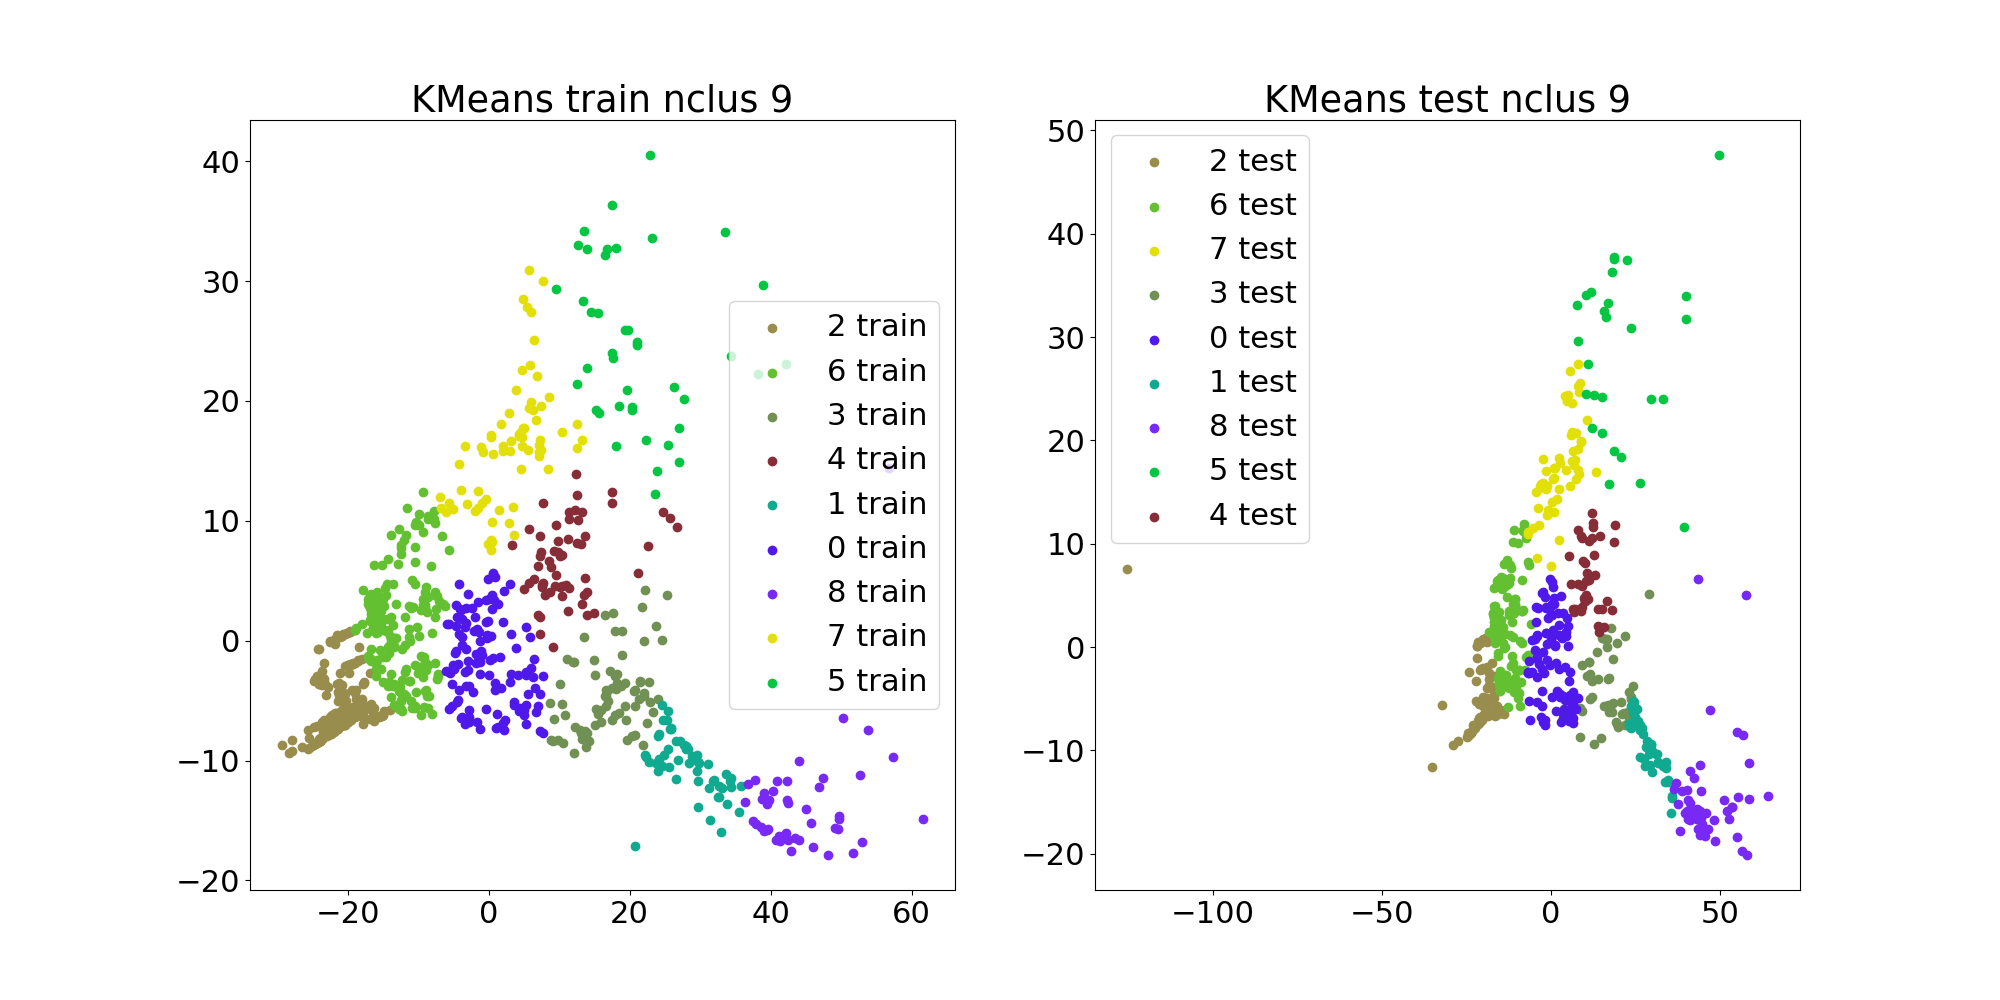 KMeans train nclus 9
40
30
20
10
0
−10
−20
−20 0 20 40 60
2 train
6 train
3 train
4 train
1 train
0 train
8 train
7 train
5 train
KMeans test nclus 9
50
40
30
20
10
0
−10
−20
−100 −50 0 50
2 test
6 test
7 test
3 test
0 test
1 test
8 test
5 test
4 test